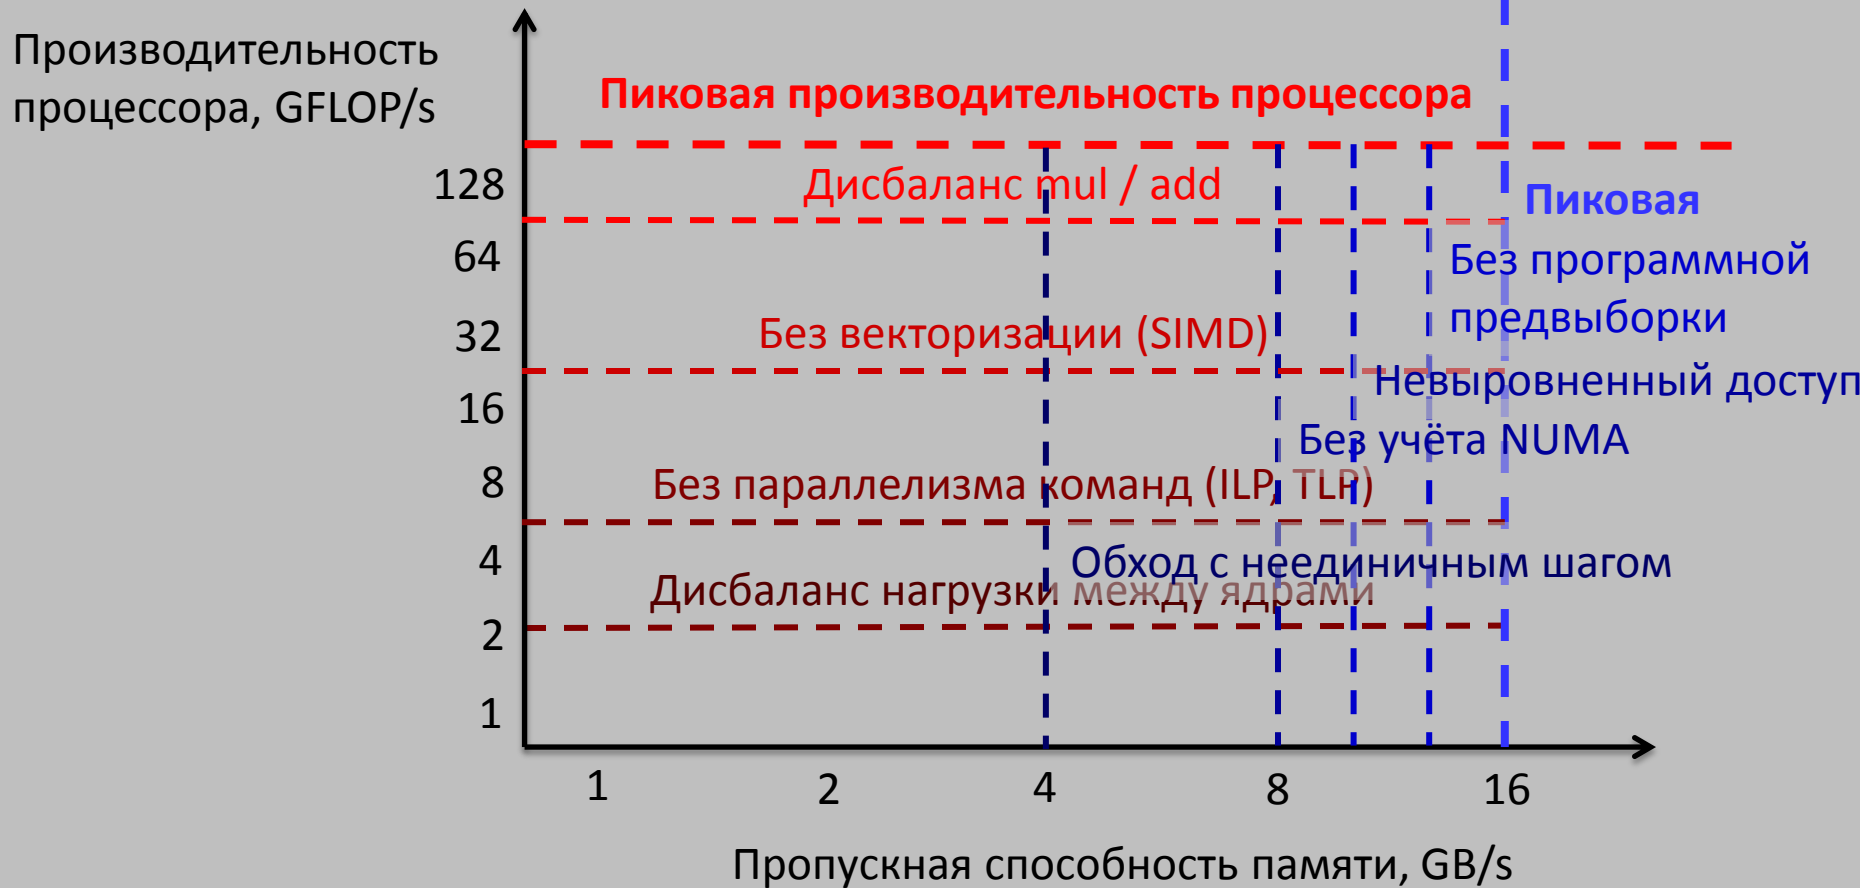 Производительность
процессора, GFLOP/s
Пиковая производительность процессора
128
Дисбаланс mul / add
Пиковая
64
Без программной
предвыборки
32
Без векторизации (SIMD)
Невыровненный доступ
16
Без учёта NUMA
8
Без параллелизма команд (ILP, TLP)
4
Обход с неединичным шагом
Дисбаланс нагрузки между ядрами
2
1
1 2 4 8 16
Пропускная способность памяти, GB/s